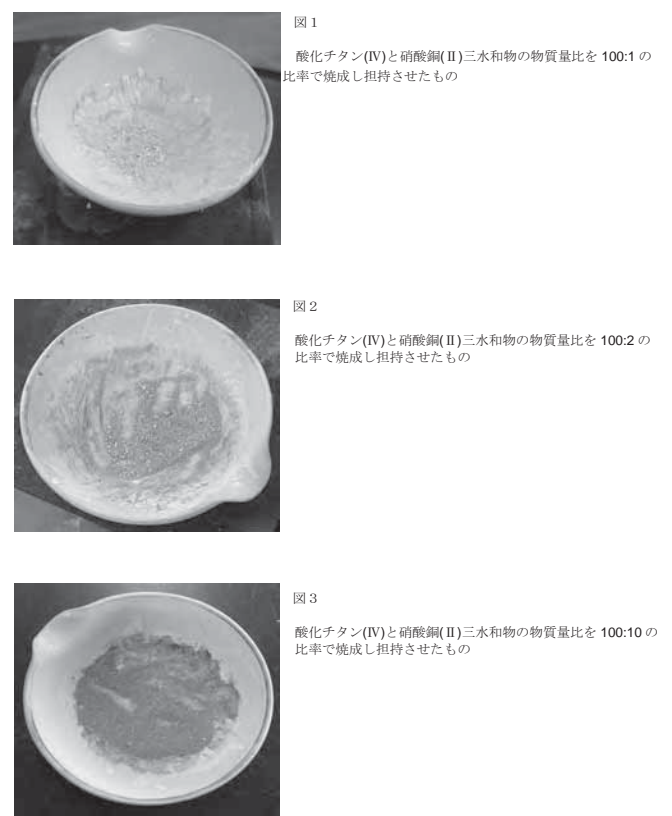 図１
酸化チタン(Ⅳ)と硝酸銅(Ⅱ)三水和物の物質量比を 100:1 の
比率で焼成し担持させたもの
図２
酸化チタン(Ⅳ)と硝酸銅(Ⅱ)三水和物の物質量比を 100:2 の
比率で焼成し担持させたもの
図３
酸化チタン(Ⅳ)と硝酸銅(Ⅱ)三水和物の物質量比を 100:10 の
比率で焼成し担持させたもの